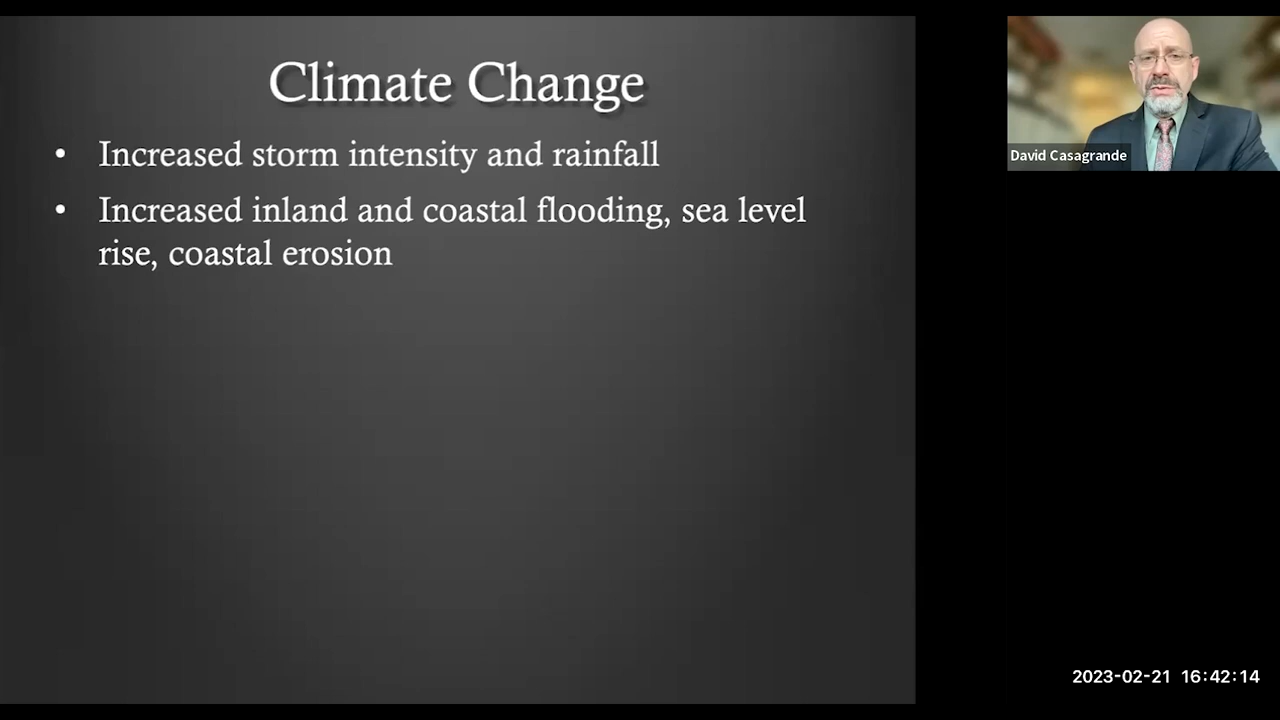 Climate Change
• Increased storm intensity and rainfall
• Increased inland and coastal flooding, sea level
rise, coastal erosion
David Casagrande
2023-02-21 16:42:14